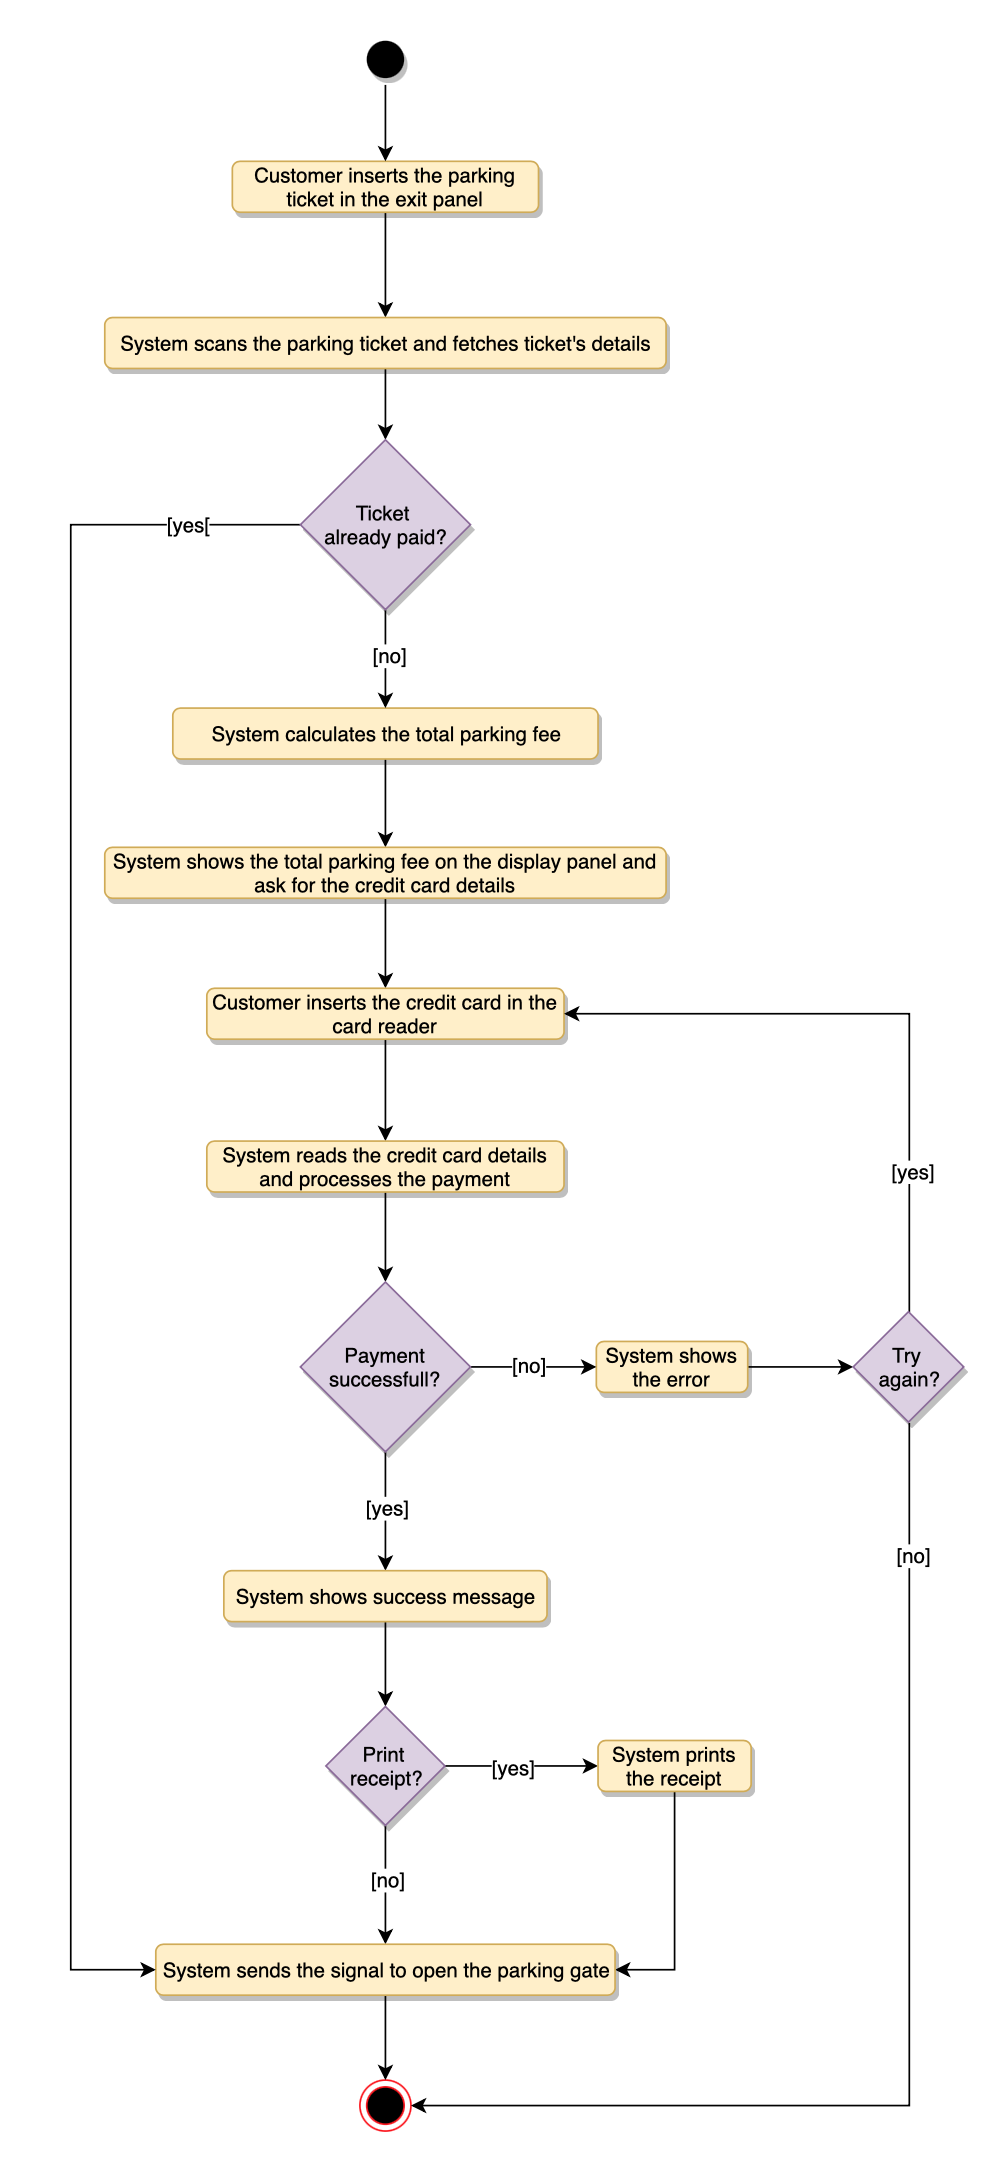 Customer inserts the parking
ticket in the exit panel
System scans the parking ticket and fetches ticket's details
Ticket
already paid?
[yes[
[no]
System calculates the total parking fee
System shows the total parking fee on the display panel and
ask for the credit card details
Customer inserts the credit card in the
card reader
System reads the credit card details
and processes the payment
[yes]
Payment
successfull?
[no]
System shows
the error
Try
again?
[yes]
[no]
System shows success message
Print
receipt?
[yes]
System prints
the receipt
[no]
System sends the signal to open the parking gate